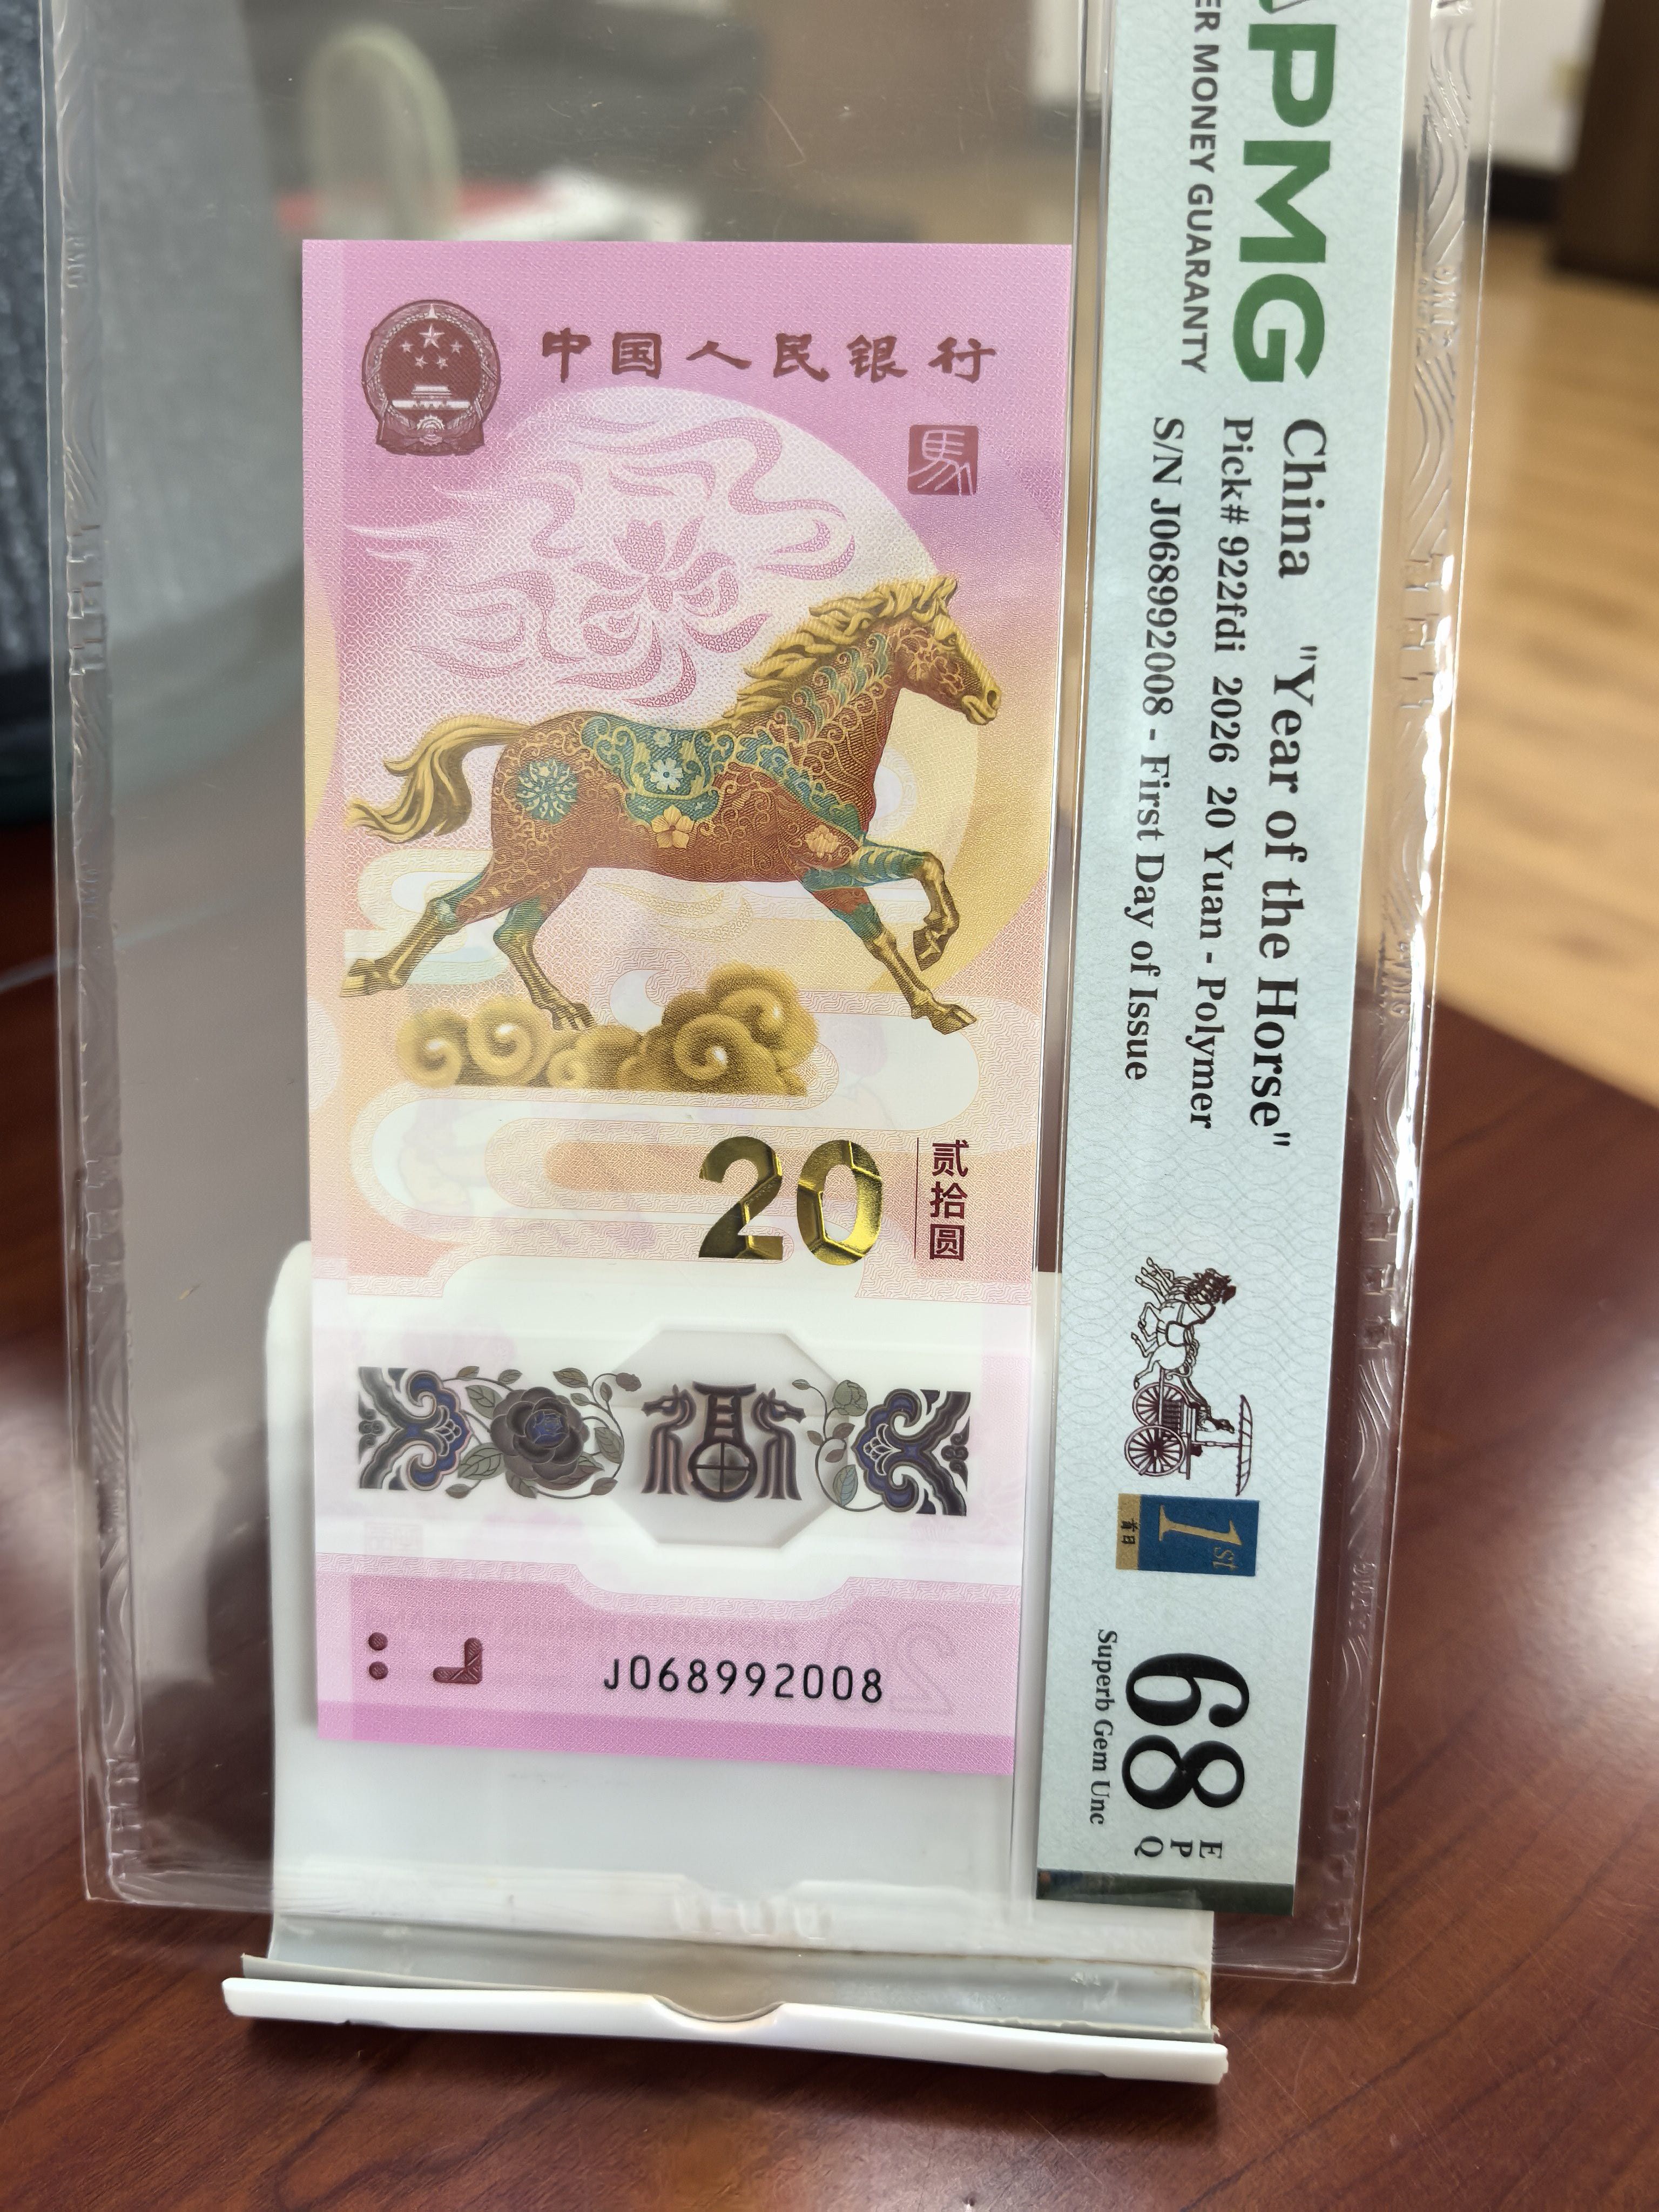 中国人民银行
馬
20
贰拾圆
J068992008
PMG
ER MONEY GUARANTY
China "Year of the Horse"
Pick# 922fdi 2026 20 Yuan - Polymer
S/N J068992008 - First Day of Issue
1st
首日
68
EPQ
Superb Gem Unc